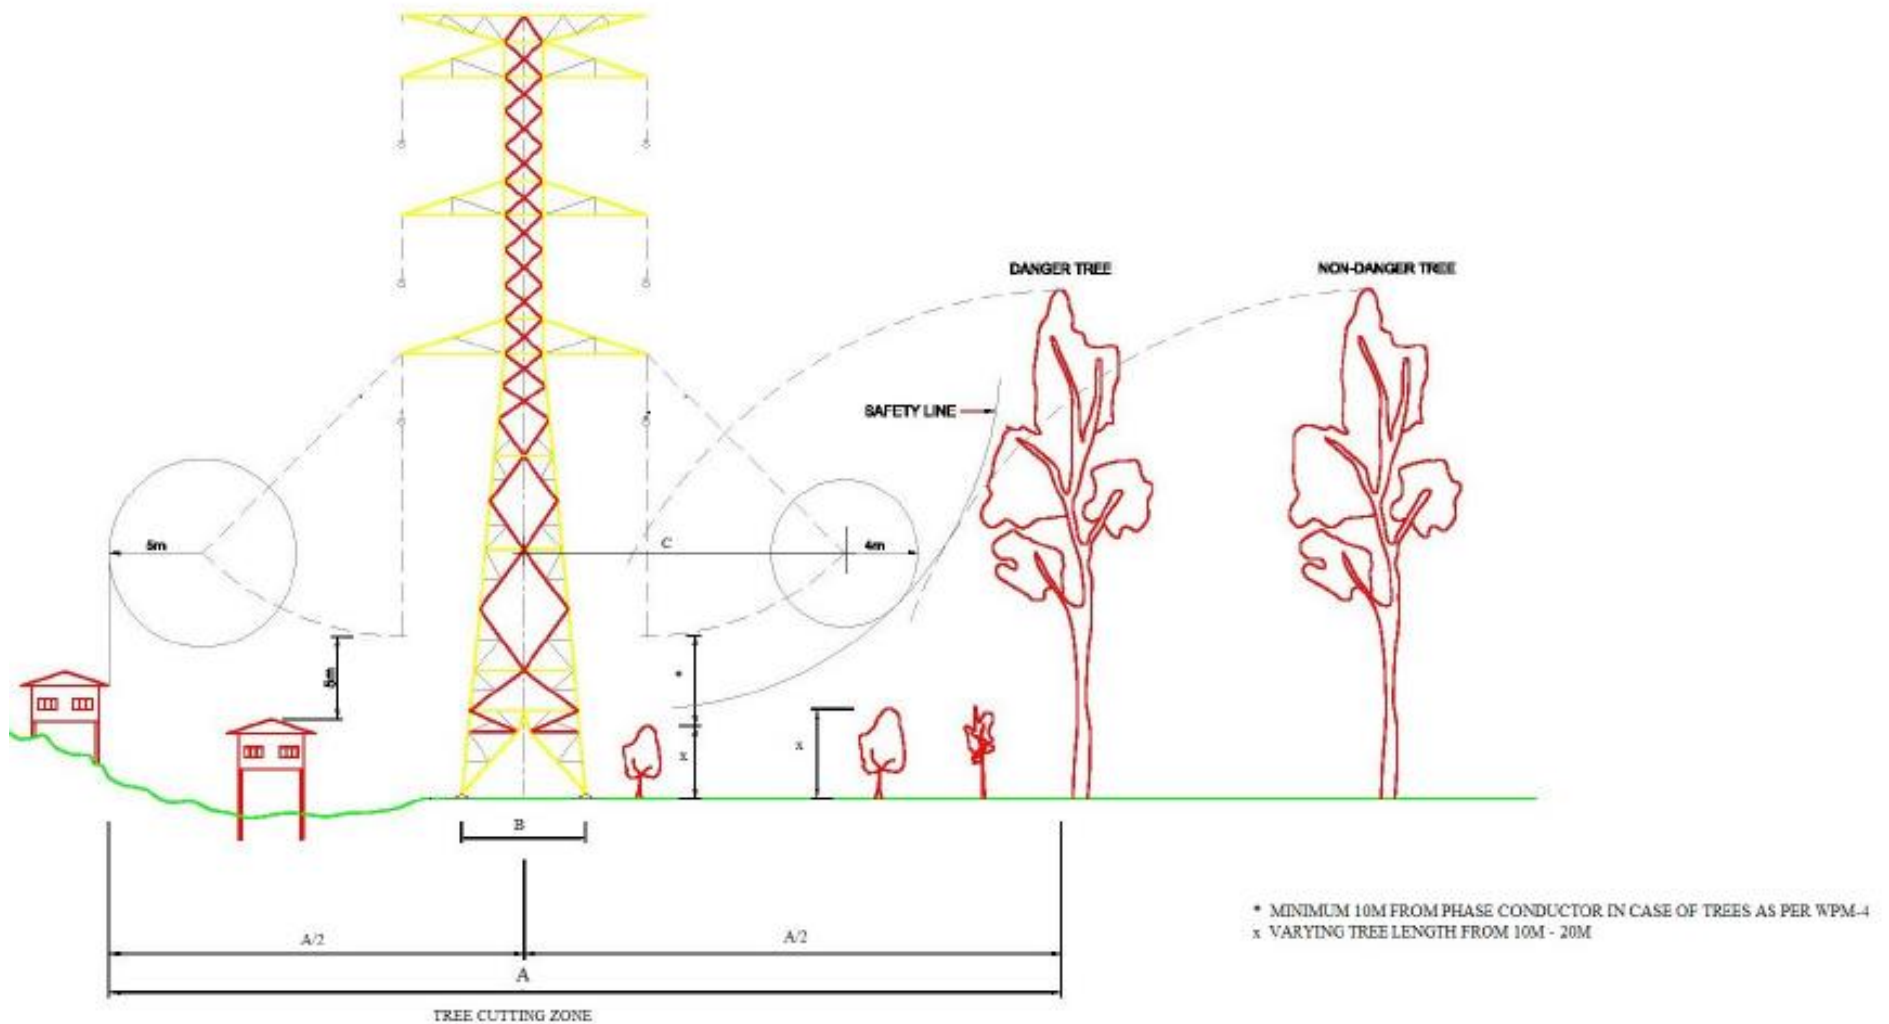 DANGER TREE
NON-DANGER TREE
SAFETY LINE
5m
C
4m
5m
*
x
x
B
A/2
A/2
A
TREE CUTTING ZONE
* MINIMUM 10M FROM PHASE CONDUCTOR IN CASE OF TREES AS PER WPM-4
x VARYING TREE LENGTH FROM 10M - 20M